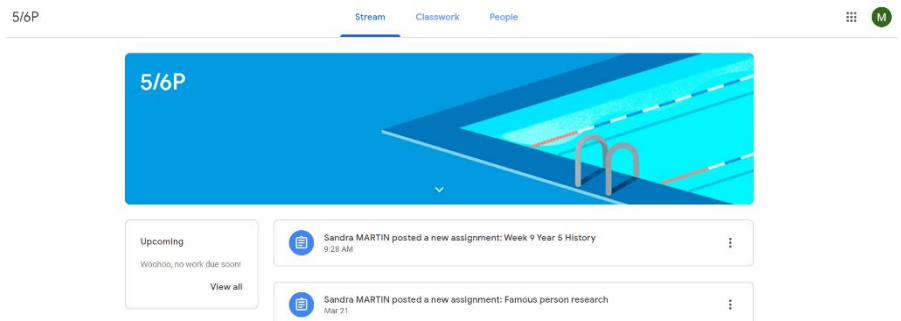 5/6P
Stream Classwork People
M
5/6P
Upcoming
Woohoo, no work due soon!
View all
Sandra MARTIN posted a new assignment: Week 9 Year 5 History
9:28 AM
Sandra MARTIN posted a new assignment: Famous person research
Mar 21